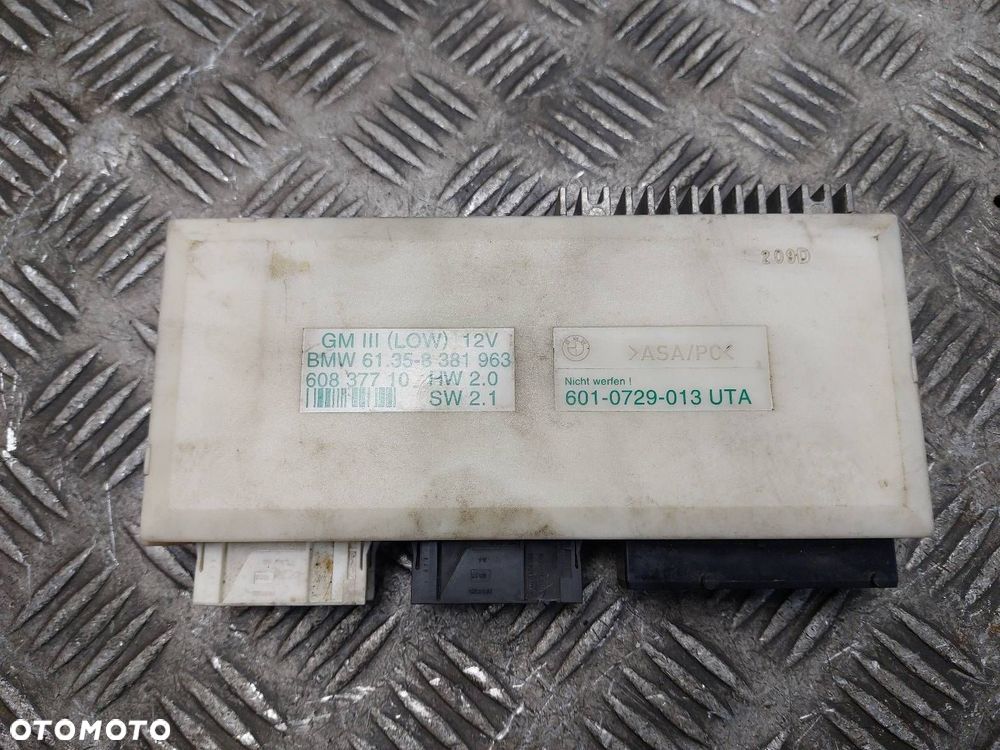 209D
GM III (LOW) 12V
BMW 61.35-8 381 963
608 377 10 HW 2.0
SW 2.1
>ASA/PC<
Nicht werfen !
601-0729-013 UTA
OTOMOTO